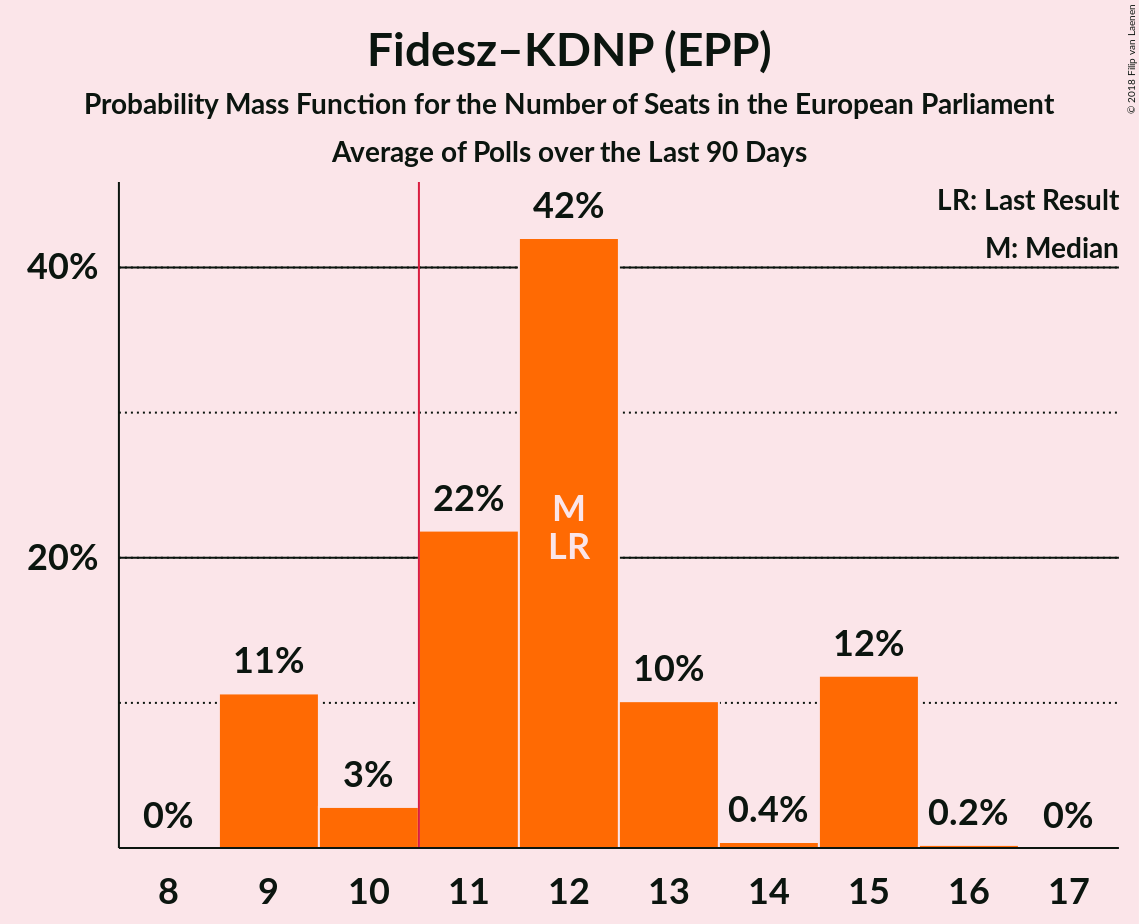 Fidesz–KDNP (EPP)
Probability Mass Function for the Number of Seats in the European Parliament
Average of Polls over the Last 90 Days
© 2018 Filip van Laenen
LR: Last Result
M: Median
40%
20%
0%
11%
3%
22%
42%
M
LR
10%
0.4%
12%
0.2%
0%
8 9 10 11 12 13 14 15 16 17